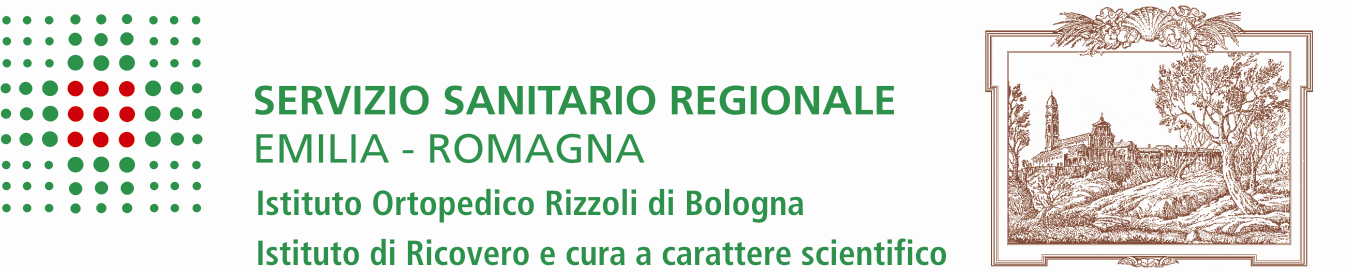 SERVIZIO SANITARIO REGIONALE
EMILIA - ROMAGNA
Istituto Ortopedico Rizzoli di Bologna
Istituto di Ricovero e cura a carattere scientifico